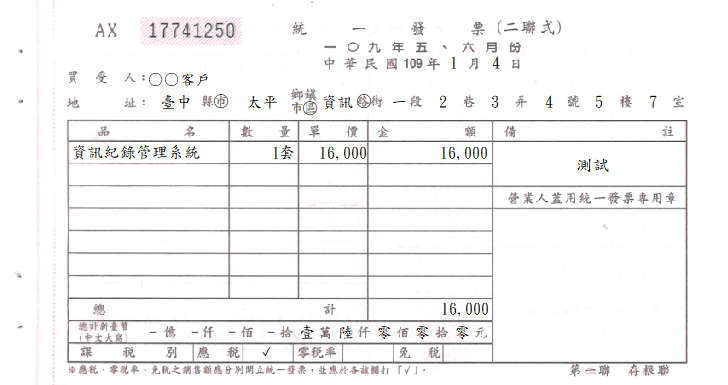 AX 17741250 統一發票(二聯式)
一〇九年五、六月份
中華民國109年1月4日
買受人:〇〇客戶
地址:臺中縣市 太平 鄉鎮市區 資訊路街 一段 2 巷 3 弄 4 號 5 樓 7 室
品名 數量 單價 金額 備註
資訊紀錄管理系統 1套 16,000 16,000 測試
營業人蓋用統一發票專用章
總計 16,000
總計新臺幣(中文大寫) -億-仟-佰-拾壹萬陸仟零佰零拾零元
課稅別 應稅 ✓ 零稅率 免稅
※應稅、零稅率、免稅之銷售額應分別開立統一發票,並應於各該欄打「✓」。
第一聯 存根聯